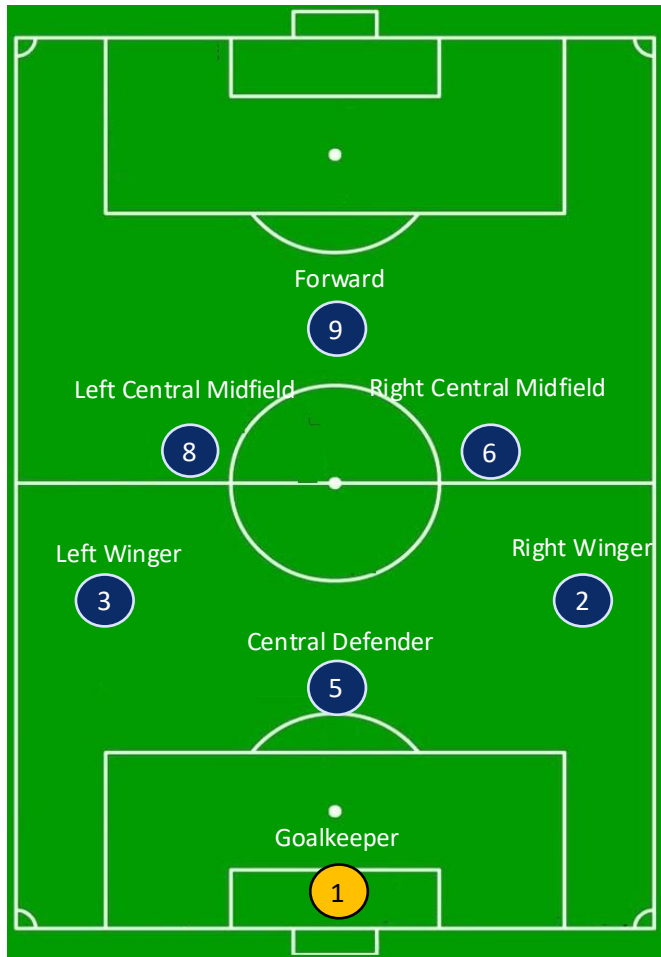 Forward
9
Left Central Midfield
Right Central Midfield
8
6
Left Winger
Right Winger
3
2
Central Defender
5
Goalkeeper
1